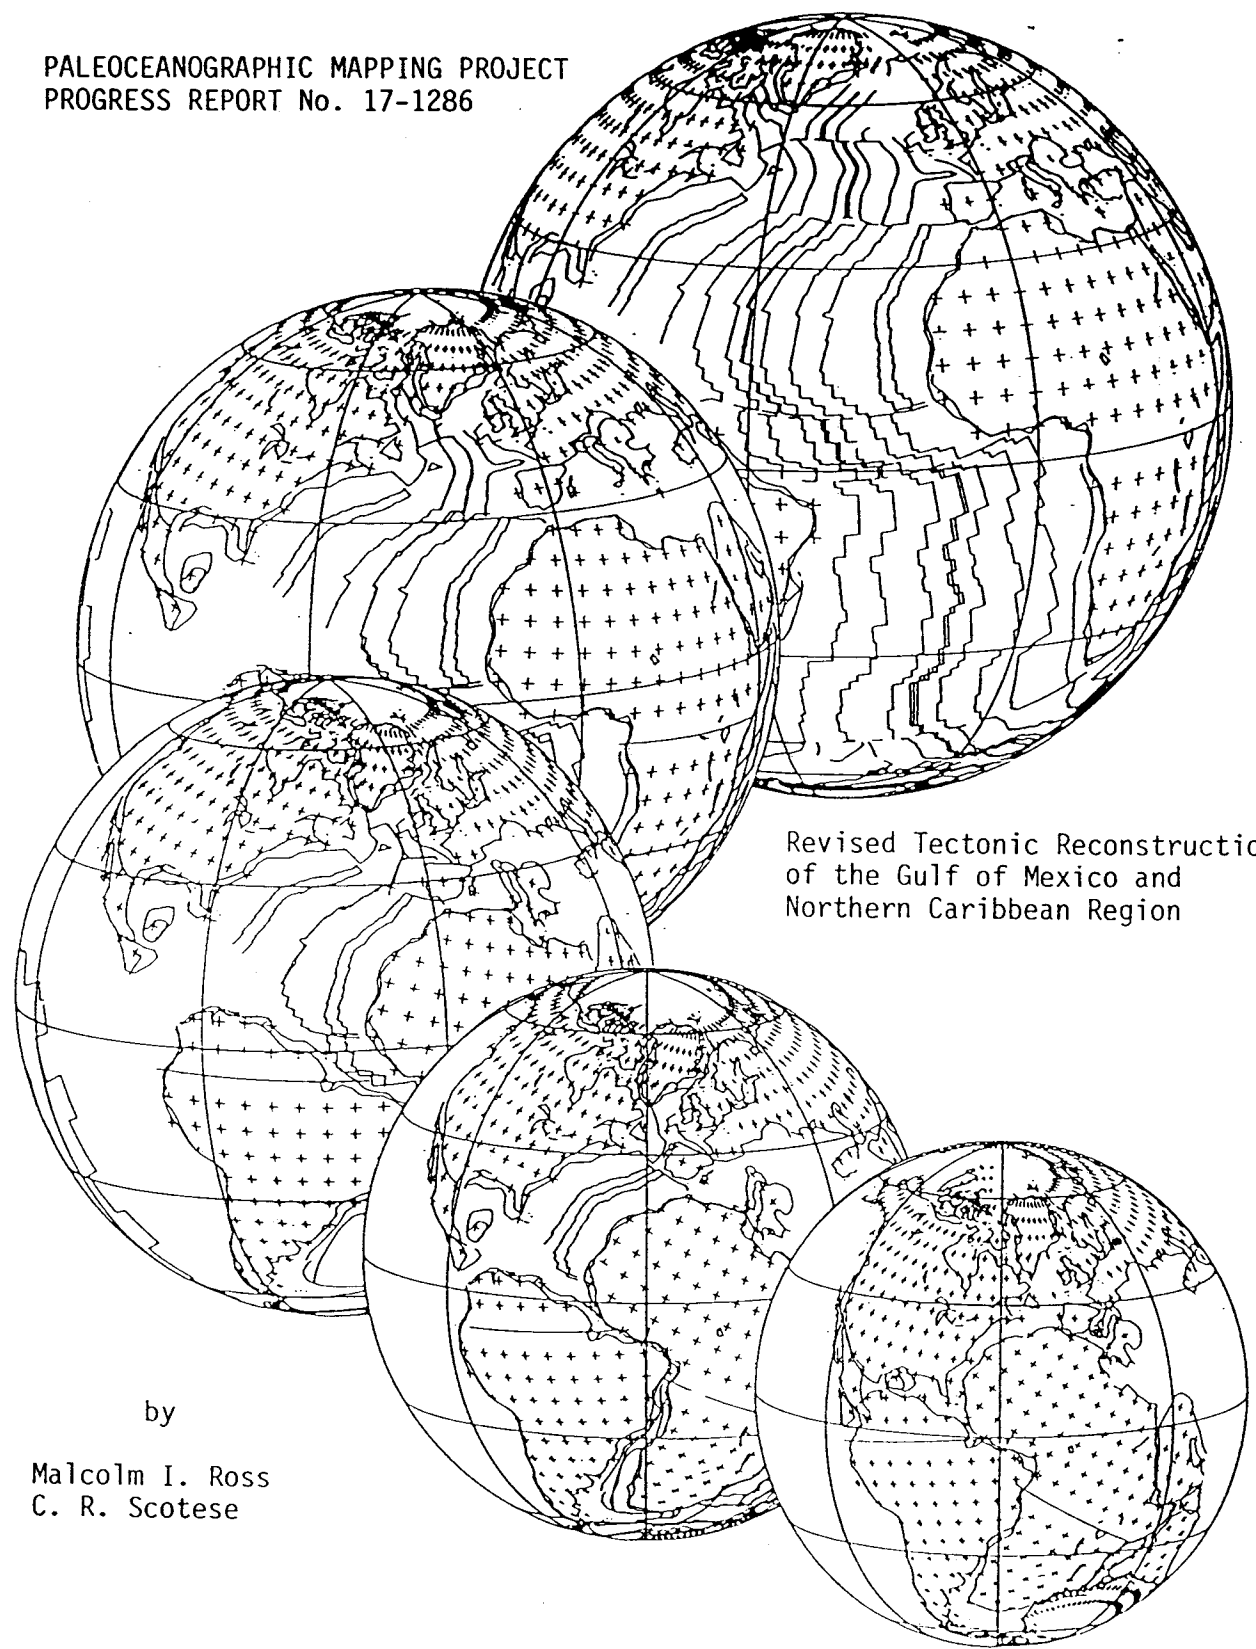 PALEOCEANOGRAPHIC MAPPING PROJECT
PROGRESS REPORT No. 17-1286
Revised Tectonic Reconstructio
of the Gulf of Mexico and
Northern Caribbean Region
by
Malcolm I. Ross
C. R. Scotese